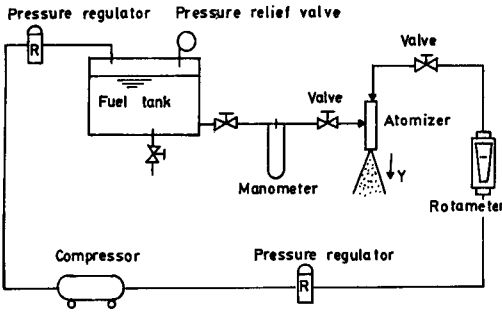 Pressure regulator
Pressure relief valve
R
Valve
Fuel tank
Valve
Atomizer
Manometer
Y
Rotameter
Compressor
Pressure regulator
R